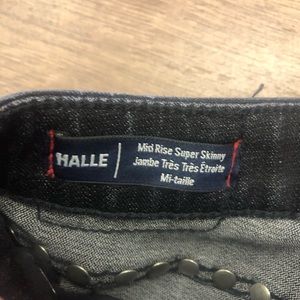 HALLE
Mid Rise Super Skinny
Jambe Très Très Étroite
Mi-taille